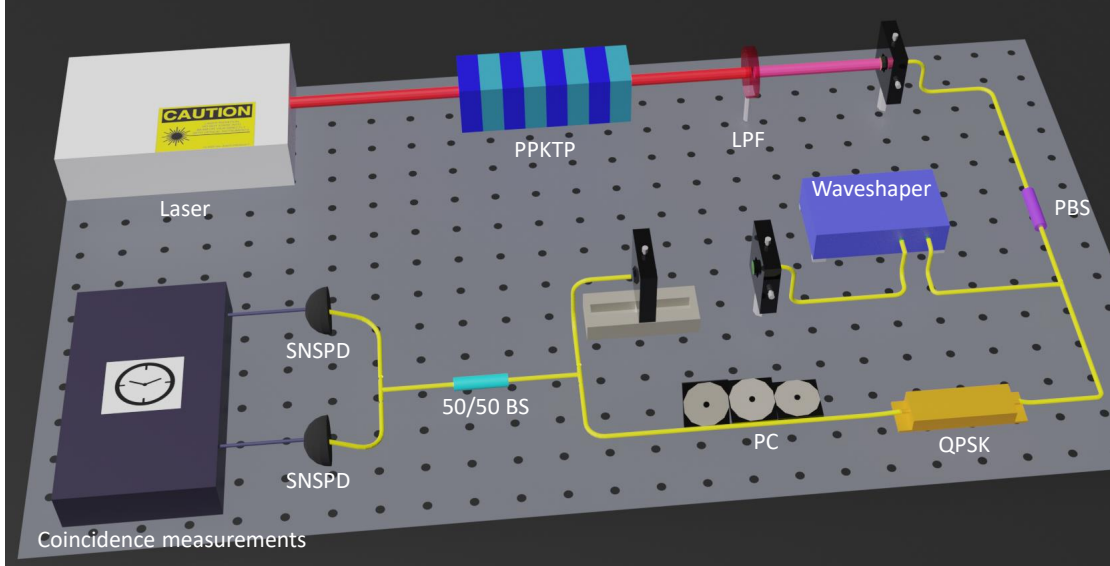 CAUTION
PPKTP
LPF
Laser
Waveshaper
PBS
SNSPD
50/50 BS
PC
QPSK
SNSPD
Coincidence measurements